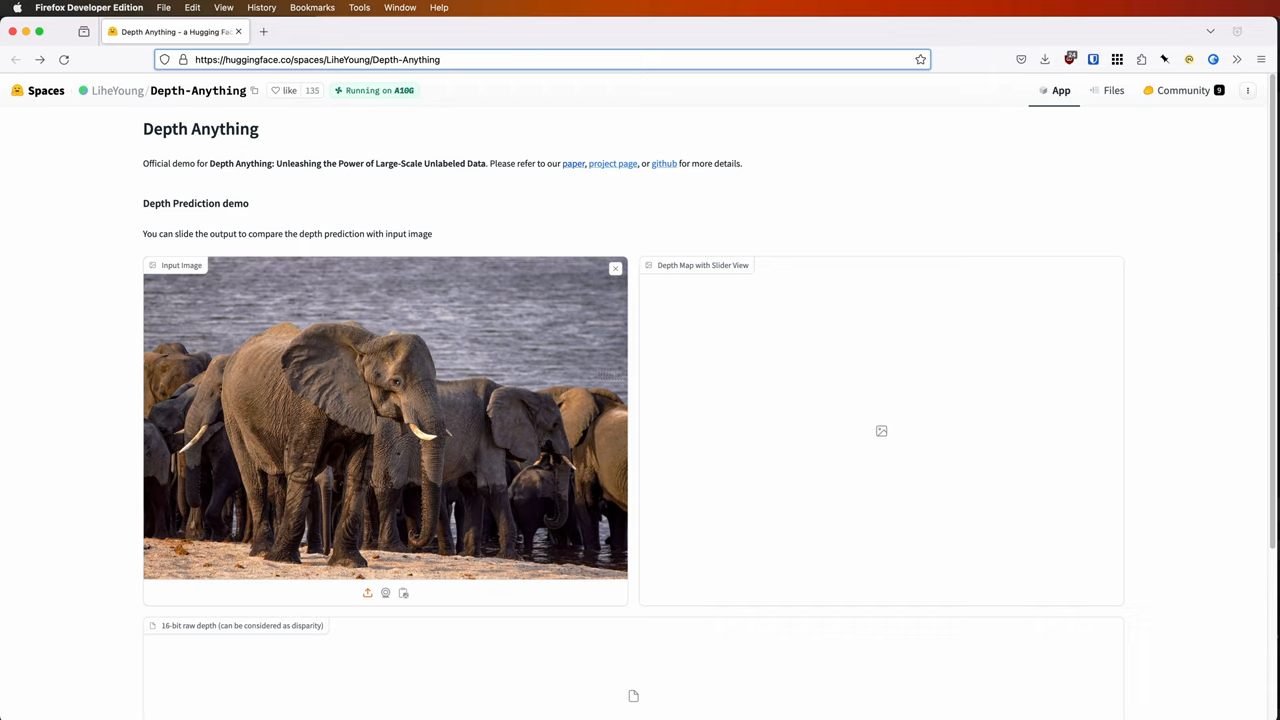 Firefox Developer Edition File Edit View History Bookmarks Tools Window Help
Depth Anything - a Hugging Fac
https://huggingface.co/spaces/LiheYoung/Depth-Anything
24
Spaces LiheYoung/Depth-Anything like 135 Running on A10G App Files Community 9
Depth Anything
Official demo for Depth Anything: Unleashing the Power of Large-Scale Unlabeled Data. Please refer to our paper, project page, or github for more details.
Depth Prediction demo
You can slide the output to compare the depth prediction with input image
Input Image
Depth Map with Slider View
16-bit raw depth (can be considered as disparity)